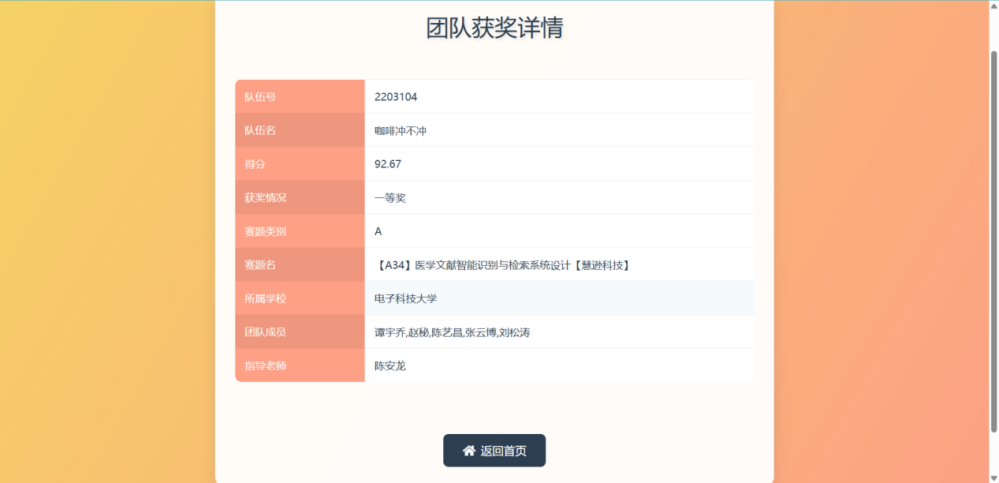 团队获奖详情
队伍号 2203104
队伍名 咖啡冲不冲
得分 92.67
获奖情况 一等奖
赛题类别 A
赛题名 【A34】医学文献智能识别与检索系统设计【慧逊科技】
所属学校 电子科技大学
团队成员 谭宇乔,赵秘,陈艺昌,张云博,刘松涛
指导老师 陈安龙
返回首页